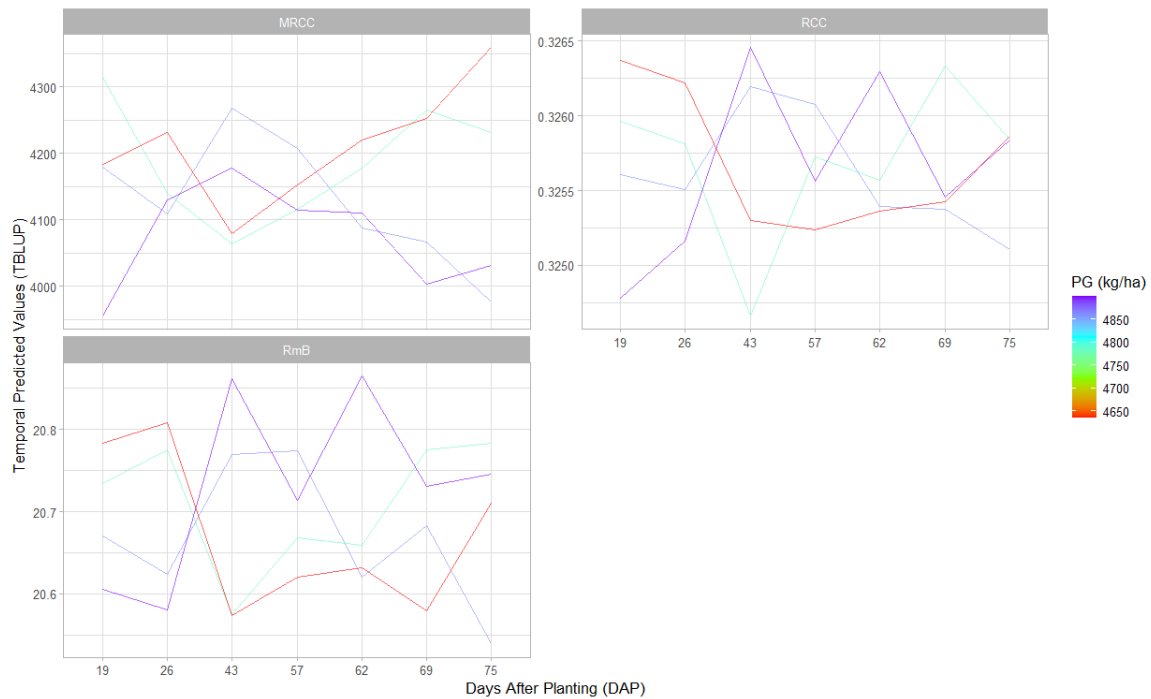 MRCC
RCC
4300
4200
4100
4000
0.3265
0.3260
0.3255
0.3250
19 26 43 57 62 69 75
RmB
20.8
20.7
20.6
19 26 43 57 62 69 75
Temporal Predicted Values (TBLUP)
Days After Planting (DAP)
PG (kg/ha)
4850
4800
4750
4700
4650